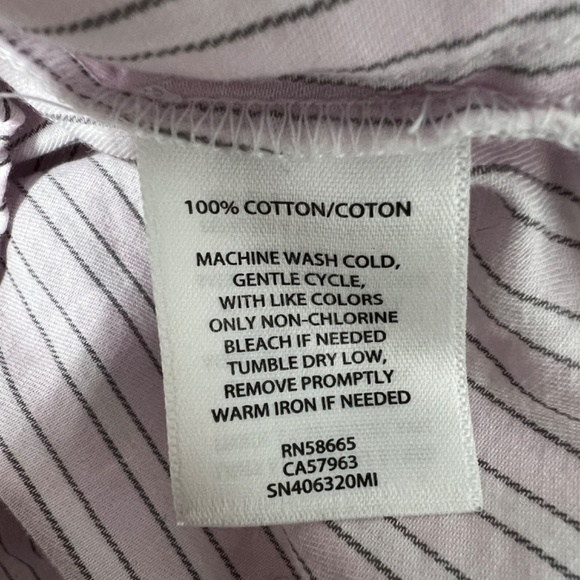 100% COTTON/COTON
MACHINE WASH COLD,
GENTLE CYCLE,
WITH LIKE COLORS
ONLY NON-CHLORINE
BLEACH IF NEEDED
TUMBLE DRY LOW,
REMOVE PROMPTLY
WARM IRON IF NEEDED
RN58665
CA57963
SN406320MI